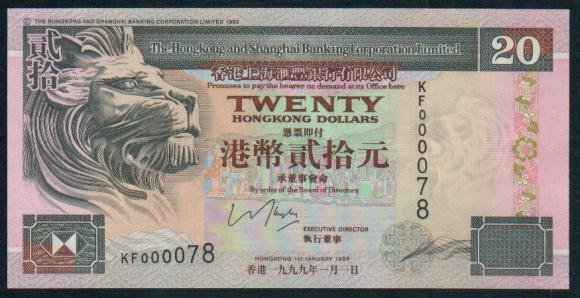 © THE HONGKONG AND SHANGHAI BANKING CORPORATION LIMITED 1993
貳拾
The Hongkong and Shanghai Banking Corporation Limited
20
香港上海滙豐銀行有限公司
Promises to pay the bearer on demand at its Office here
TWENTY
HONGKONG DOLLARS
憑票即付
港幣貳拾元
承董事會命
By order of the Board of Directors
KF000078
EXECUTIVE DIRECTOR
執行董事
KF000078
HONGKONG 1ST JANUARY 1999
香港一九九九年一月一日
20